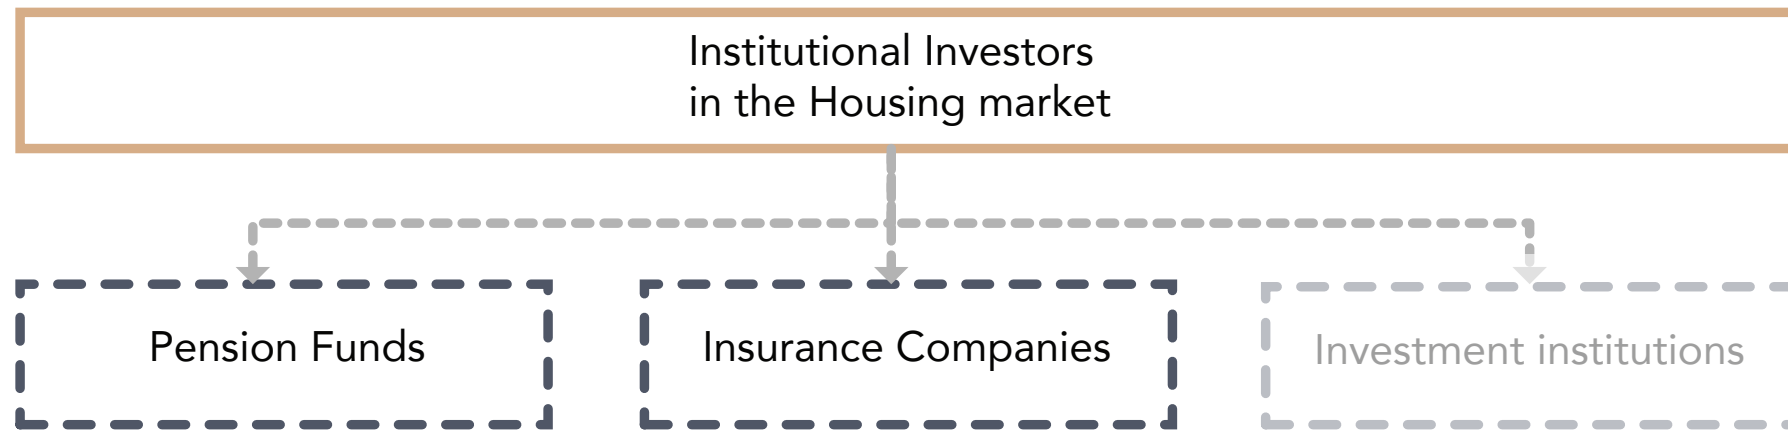 Institutional Investors
in the Housing market
Pension Funds
Insurance Companies
Investment institutions